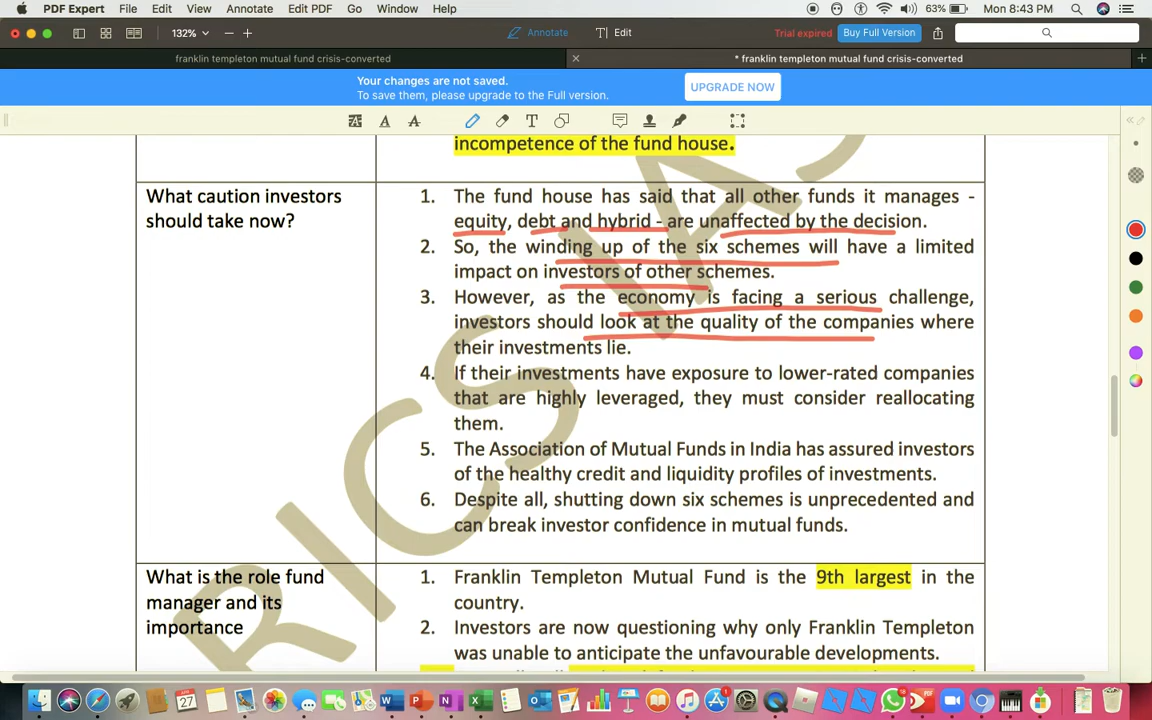 PDF Expert File Edit View Annotate Edit PDF Go Window Help 63% Mon 8:43 PM
132% Annotate Edit Trial expired Buy Full Version
franklin templeton mutual fund crisis-converted * franklin templeton mutual fund crisis-converted
Your changes are not saved.
To save them, please upgrade to the Full version.
UPGRADE NOW
incompetence of the fund house.
What caution investors
should take now?
1. The fund house has said that all other funds it manages -
equity, debt and hybrid - are unaffected by the decision.
2. So, the winding up of the six schemes will have a limited
impact on investors of other schemes.
3. However, as the economy is facing a serious challenge,
investors should look at the quality of the companies where
their investments lie.
4. If their investments have exposure to lower-rated companies
that are highly leveraged, they must consider reallocating
them.
5. The Association of Mutual Funds in India has assured investors
of the healthy credit and liquidity profiles of investments.
6. Despite all, shutting down six schemes is unprecedented and
can break investor confidence in mutual funds.
What is the role fund
manager and its
importance
1. Franklin Templeton Mutual Fund is the 9th largest in the
country.
2. Investors are now questioning why only Franklin Templeton
was unable to anticipate the unfavourable developments.
RICS IAS